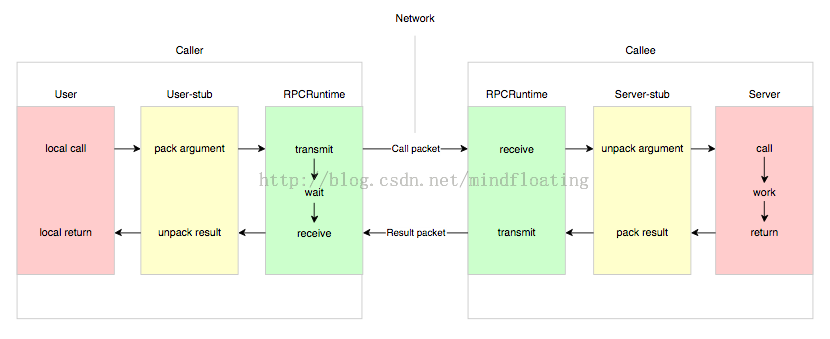 Network
Caller
Callee
User
User-stub
RPCRuntime
RPCRuntime
Server-stub
Server
local call
pack argument
transmit
Call packet
receive
unpack argument
call
http://blog.csdn.net/mindfloating
wait
work
local return
unpack result
receive
Result packet
transmit
pack result
return